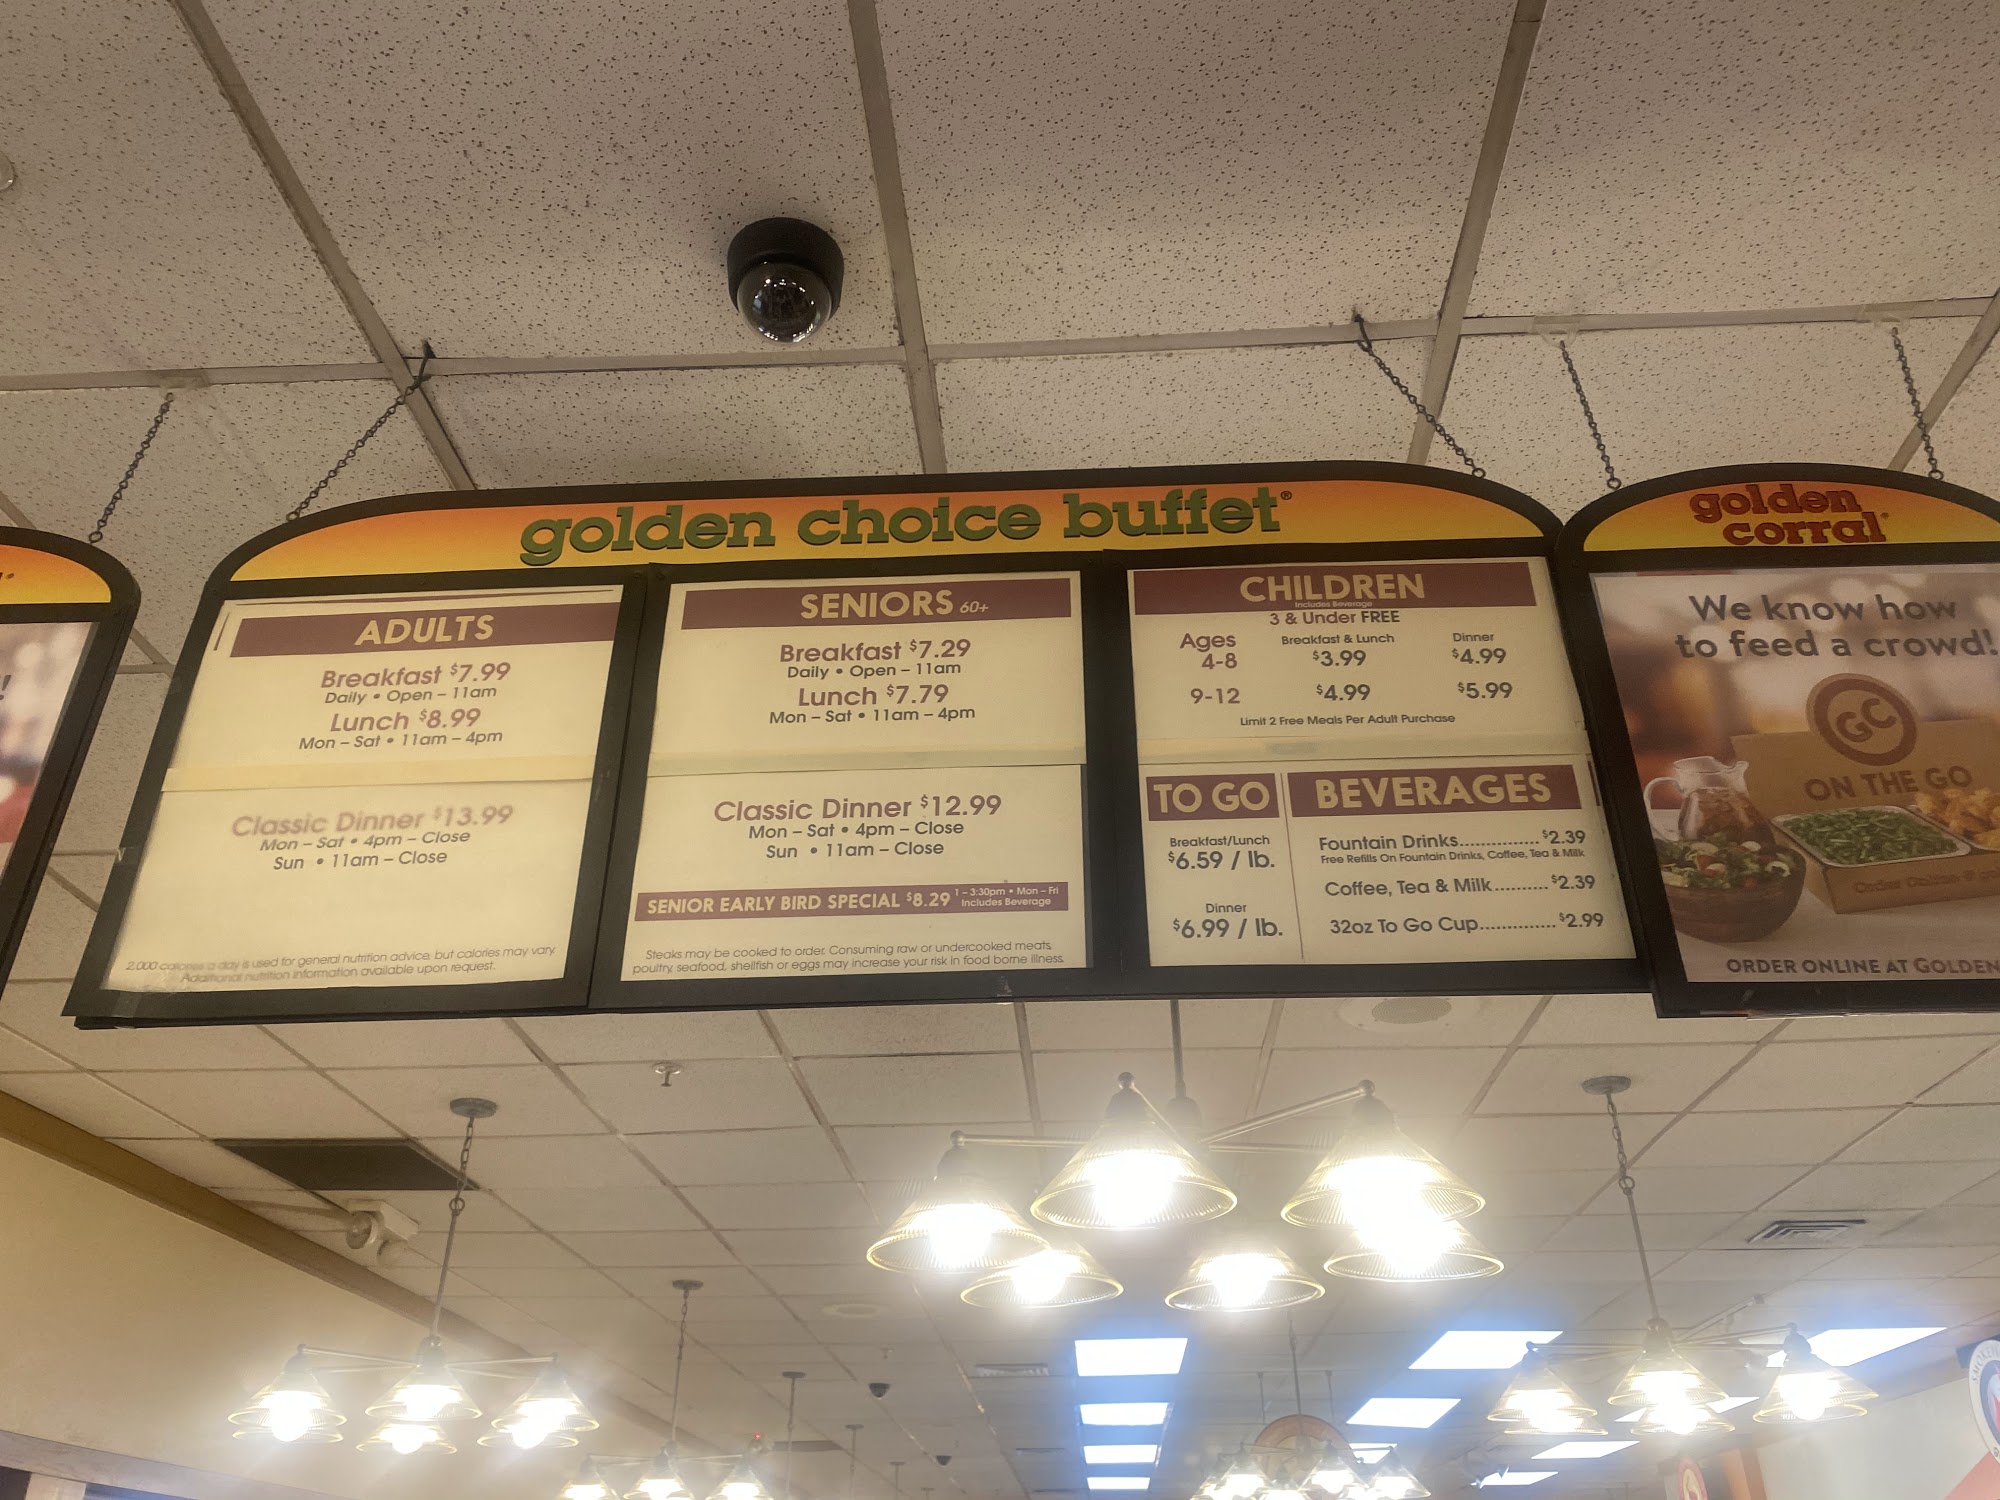 golden choice buffet®
ADULTS
Breakfast $7.99
Daily • Open – 11am
Lunch $8.99
Mon – Sat • 11am – 4pm
Classic Dinner $13.99
Mon – Sat • 4pm – Close
Sun • 11am – Close
2,000 calories a day is used for general nutrition advice, but calories may vary.
Additional nutrition information available upon request.
SENIORS 60+
Breakfast $7.29
Daily • Open – 11am
Lunch $7.79
Mon – Sat • 11am – 4pm
Classic Dinner $12.99
Mon – Sat • 4pm – Close
Sun • 11am – Close
SENIOR EARLY BIRD SPECIAL $8.29 1 – 3:30pm • Mon – Fri
Includes Beverage
Steaks may be cooked to order. Consuming raw or undercooked meats,
poultry, seafood, shellfish or eggs may increase your risk in food borne illness.
CHILDREN
Includes Beverage
3 & Under FREE
Ages Breakfast & Lunch Dinner
4-8 $3.99 $4.99
9-12 $4.99 $5.99
Limit 2 Free Meals Per Adult Purchase
TO GO
Breakfast/Lunch
$6.59 / lb.
Dinner
$6.99 / lb.
BEVERAGES
Fountain Drinks............... $2.39
Free Refills On Fountain Drinks, Coffee, Tea & Milk
Coffee, Tea & Milk.......... $2.39
32oz To Go Cup.............. $2.99
golden
corral®
We know how
to feed a crowd!
GC
ON THE GO
Order Online @
ORDER ONLINE AT GOLDEN